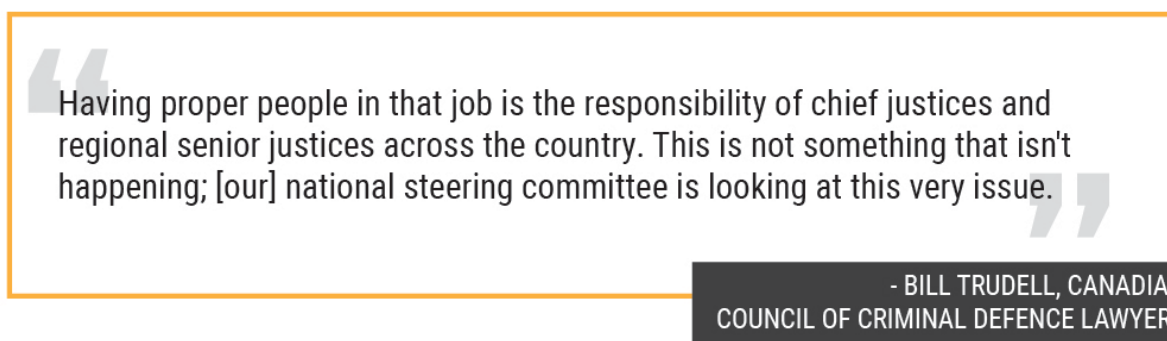 Having proper people in that job is the responsibility of chief justices and
regional senior justices across the country. This is not something that isn't
happening; [our] national steering committee is looking at this very issue.
- BILL TRUDELL, CANADIA
COUNCIL OF CRIMINAL DEFENCE LAWYER